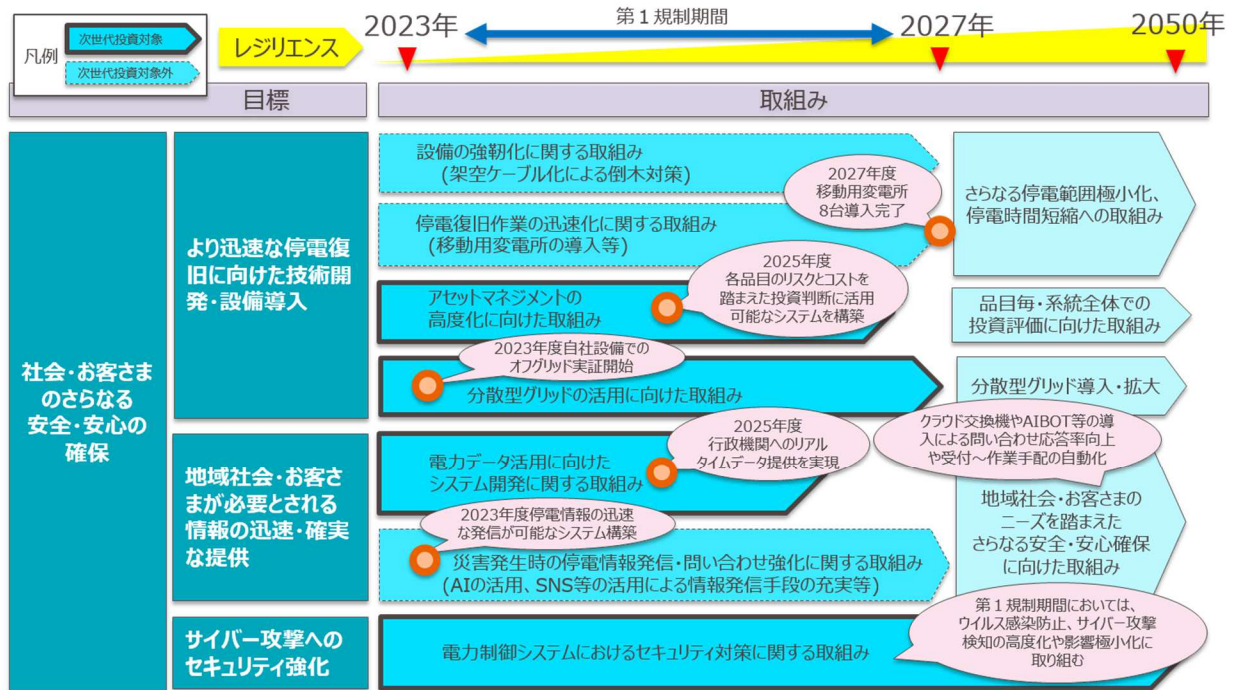 凡例
次世代投資対象
次世代投資対象外
レジリエンス
2023年
第1規制期間
2027年
2050年
目標
取組み
社会・お客さま
のさらなる
安全・安心の
確保
より迅速な停電復
旧に向けた技術開
発・設備導入
設備の強靭化に関する取組み
(架空ケーブル化による倒木対策)
2027年度
移動用変電所
8台導入完了
さらなる停電範囲極小化、
停電時間短縮への取組み
停電復旧作業の迅速化に関する取組み
(移動用変電所の導入等)
2025年度
各品目のリスクとコストを
踏まえた投資判断に活用
可能なシステムを構築
アセットマネジメントの
高度化に向けた取組み
品目毎・系統全体での
投資評価に向けた取組み
2023年度自社設備での
オフグリッド実証開始
分散型グリッドの活用に向けた取組み
分散型グリッド導入・拡大
地域社会・お客さ
まが必要とされる
情報の迅速・確実
な提供
2025年度
行政機関へのリアル
タイムデータ提供を実現
クラウド交換機やAIBOT等の導
入による問い合わせ応答率向上
や受付～作業手配の自動化
電力データ活用に向けた
システム開発に関する取組み
2023年度停電情報の迅速
な発信が可能なシステム構築
災害発生時の停電情報発信・問い合わせ強化に関する取組み
(AIの活用、SNS等の活用による情報発信手段の充実等)
地域社会・お客さまの
ニーズを踏まえた
さらなる安全・安心確保
に向けた取組み
サイバー攻撃への
セキュリティ強化
電力制御システムにおけるセキュリティ対策に関する取組み
第1規制期間においては、
ウイルス感染防止、サイバー攻撃
検知の高度化や影響極小化に
取り組む